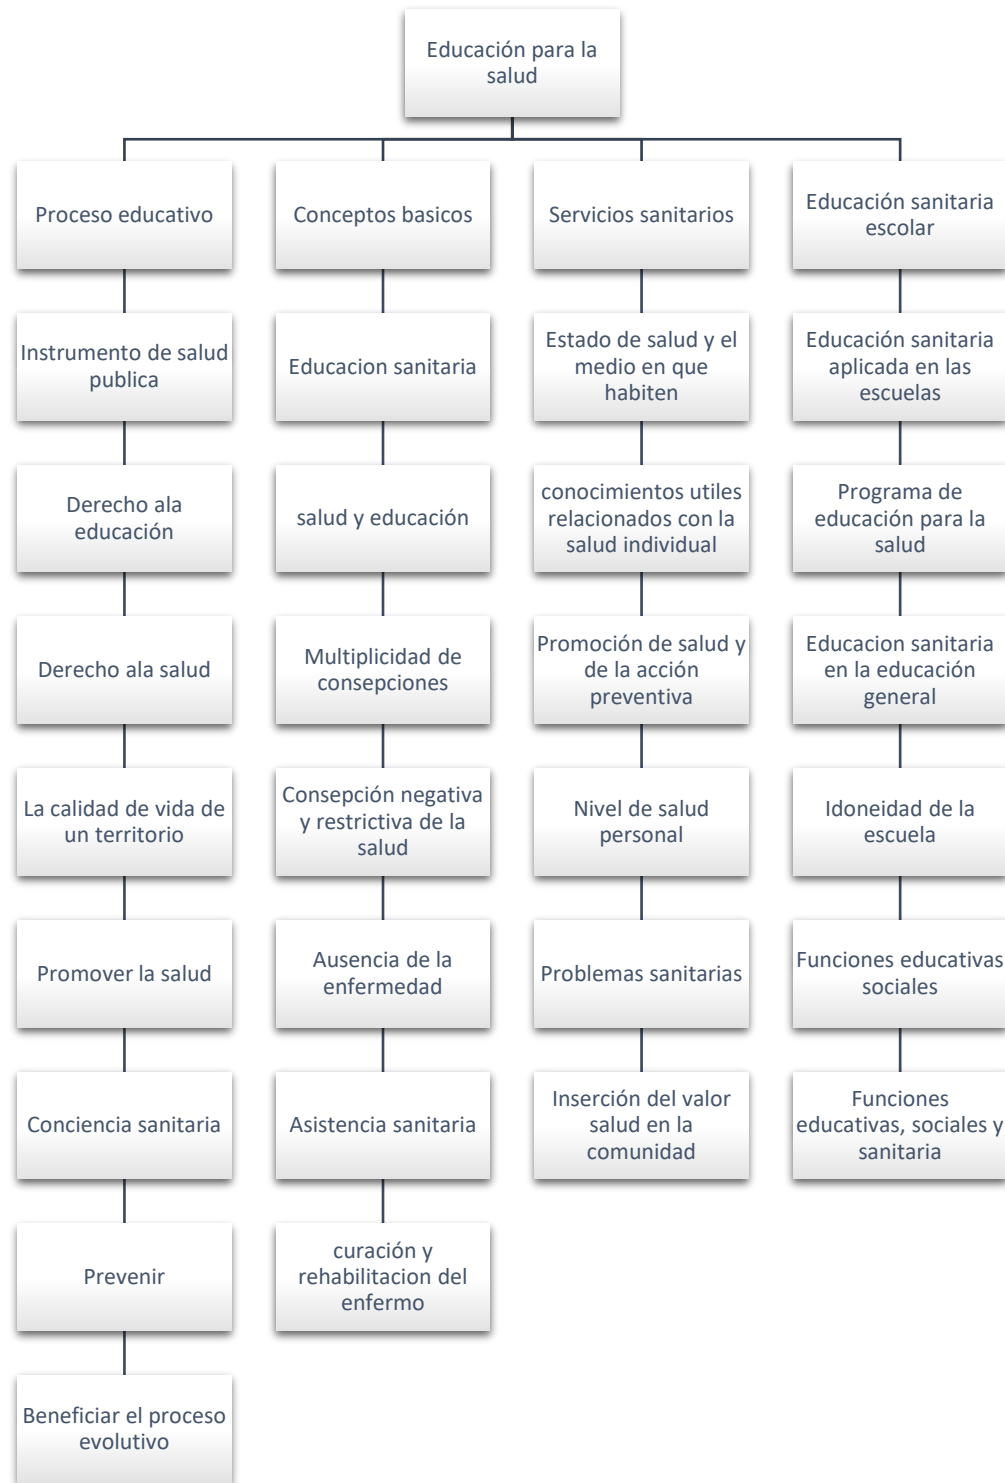 Educación para la
salud
Proceso educativo
Conceptos basicos
Servicios sanitarios
Educación sanitaria
escolar
Instrumento de salud
publica
Educacion sanitaria
Estado de salud y el
medio en que
habiten
Educación sanitaria
aplicada en las
escuelas
Derecho ala
educación
salud y educación
conocimientos utiles
relacionados con la
salud individual
Programa de
educación para la
salud
Derecho ala salud
Multiplicidad de
consepciones
Promoción de salud y
de la acción
preventiva
Educacion sanitaria
en la educación
general
La calidad de vida de
un territorio
Consepción negativa
y restrictiva de la
salud
Nivel de salud
personal
Idoneidad de la
escuela
Promover la salud
Ausencia de la
enfermedad
Problemas sanitarias
Funciones educativas
sociales
Conciencia sanitaria
Asistencia sanitaria
Inserción del valor
salud en la
comunidad
Funciones
educativas, sociales y
sanitaria
Prevenir
curación y
rehabilitacion del
enfermo
Beneficiar el proceso
evolutivo